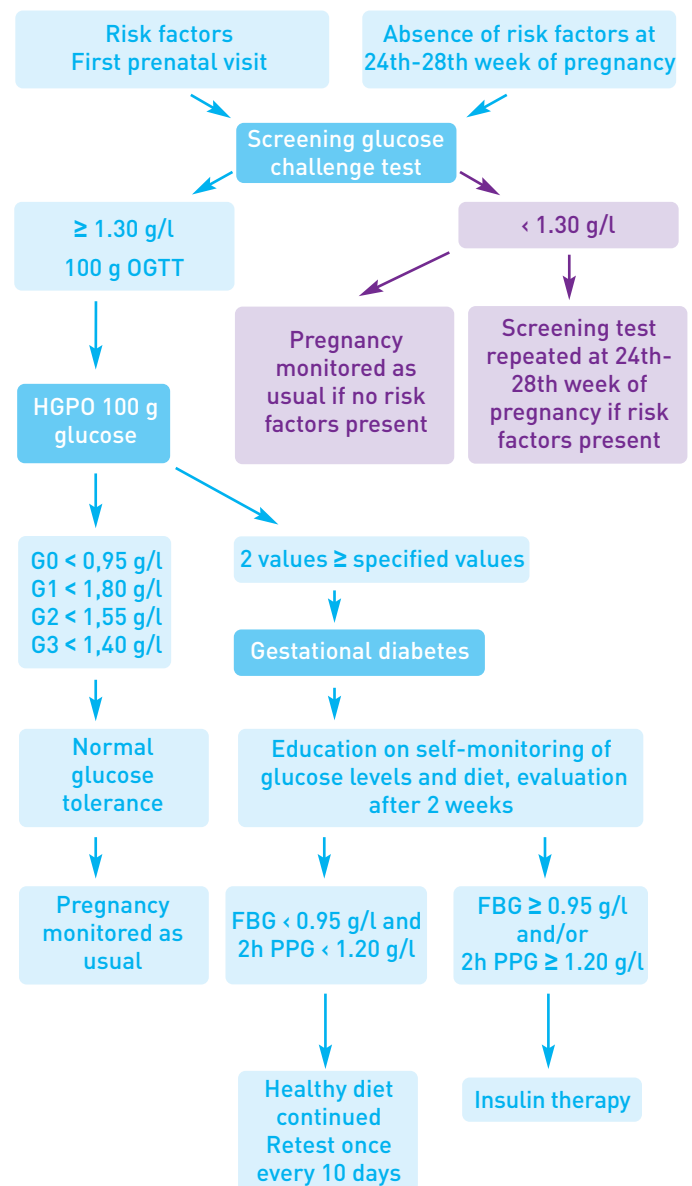 Risk factors
First prenatal visit
Absence of risk factors at
24th-28th week of pregnancy
Screening glucose
challenge test
≥ 1.30 g/l
100 g OGTT
‹ 1.30 g/l
Pregnancy
monitored as
usual if no risk
factors present
Screening test
repeated at 24th-
28th week of
pregnancy if risk
factors present
HGPO 100 g
glucose
G0 < 0,95 g/l
G1 < 1,80 g/l
G2 < 1,55 g/l
G3 < 1,40 g/l
2 values ≥ specified values
Gestational diabetes
Normal
glucose
tolerance
Education on self-monitoring of
glucose levels and diet, evaluation
after 2 weeks
Pregnancy
monitored as
usual
FBG ‹ 0.95 g/l and
2h PPG ‹ 1.20 g/l
FBG ≥ 0.95 g/l
and/or
2h PPG ≥ 1.20 g/l
Healthy diet
continued
Retest once
every 10 days
Insulin therapy